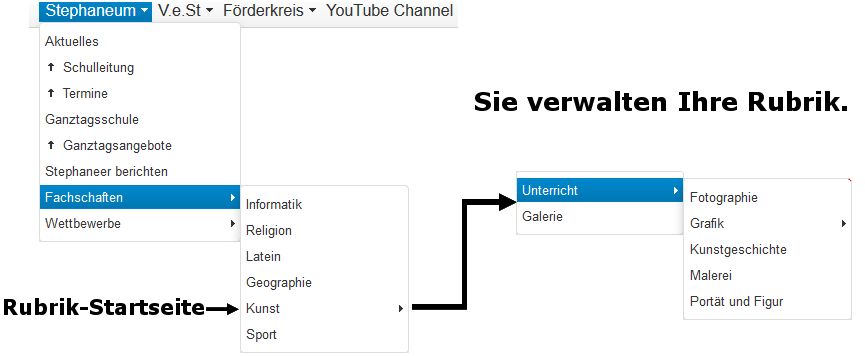 Stephaneum V.e.St Förderkreis YouTube Channel
Aktuelles
Schulleitung
Termine
Ganztagsschule
Ganztagsangebote
Stephaneer berichten
Fachschaften
Wettbewerbe
Informatik
Religion
Latein
Geographie
Kunst
Sport
Rubrik-Startseite
Sie verwalten Ihre Rubrik.
Unterricht
Galerie
Fotographie
Grafik
Kunstgeschichte
Malerei
Portät und Figur